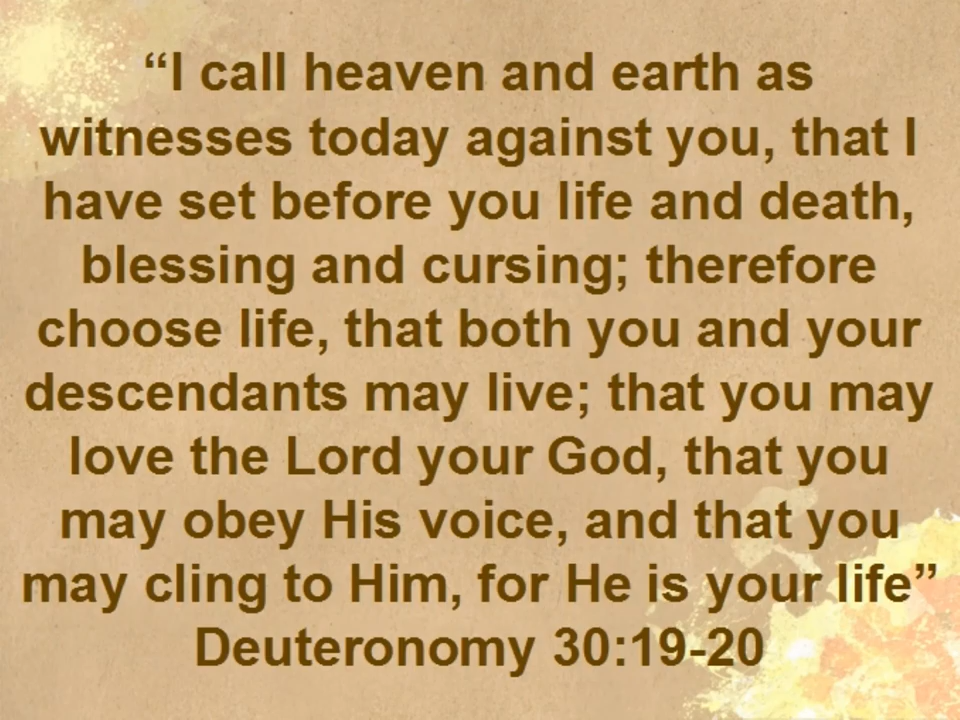 “I call heaven and earth as
witnesses today against you, that I
have set before you life and death,
blessing and cursing; therefore
choose life, that both you and your
descendants may live; that you may
love the Lord your God, that you
may obey His voice, and that you
may cling to Him, for He is your life”
Deuteronomy 30:19-20